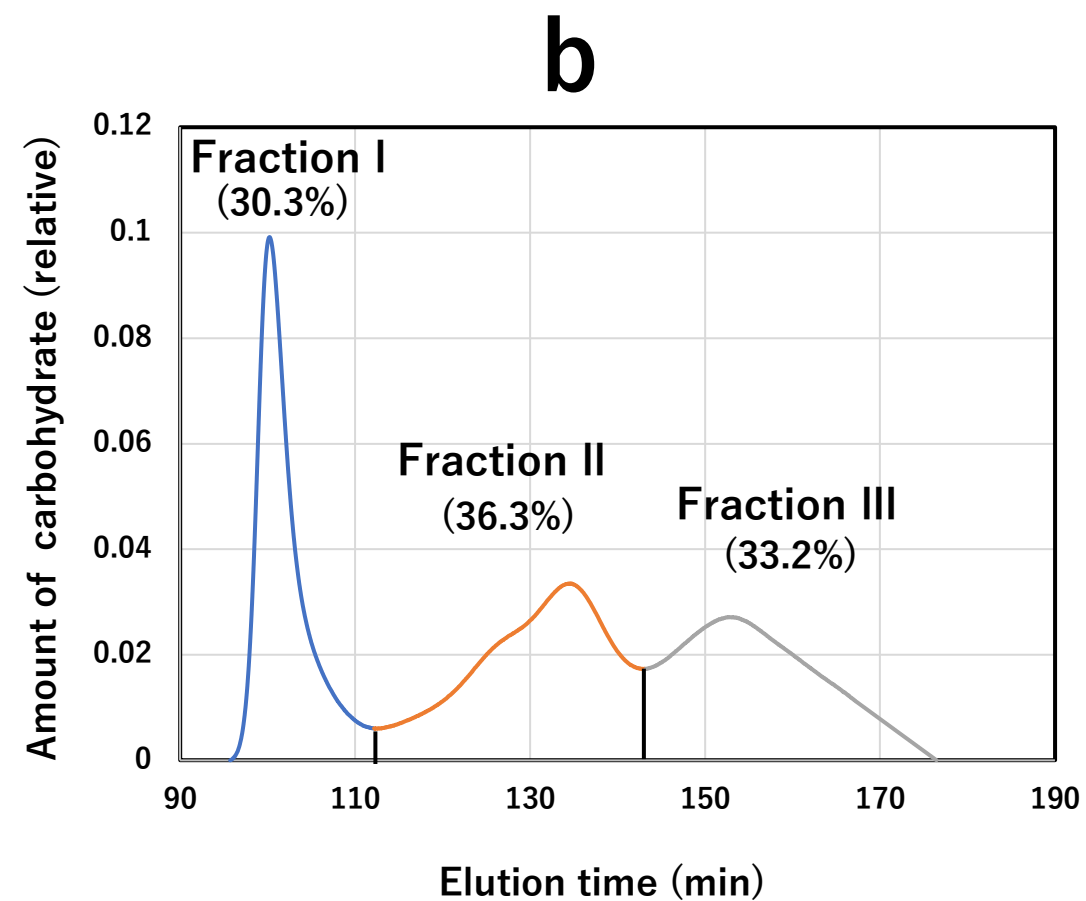 b
Fraction I
(30.3%)
Fraction II
(36.3%)
Fraction III
(33.2%)
Amount of carbohydrate (relative)
0.12
0.1
0.08
0.06
0.04
0.02
0
90 110 130 150 170 190
Elution time (min)